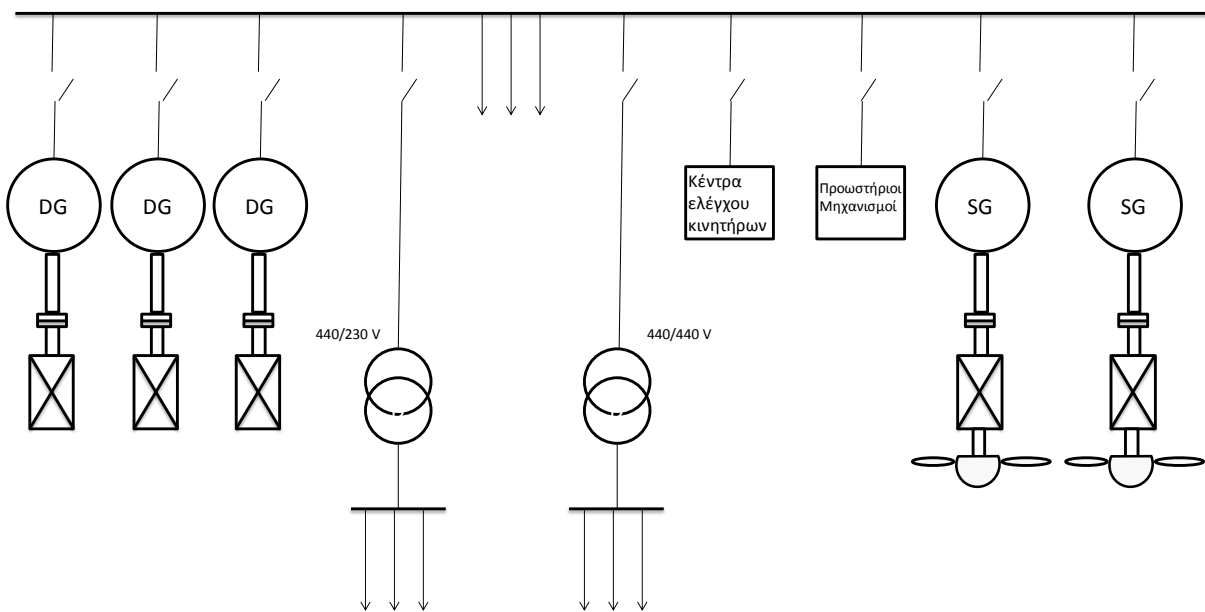 DG
DG
DG
Κέντρα
ελέγχου
κινητήρων
Προωστήριοι
Μηχανισμοί
SG
SG
440/230 V
440/440 V